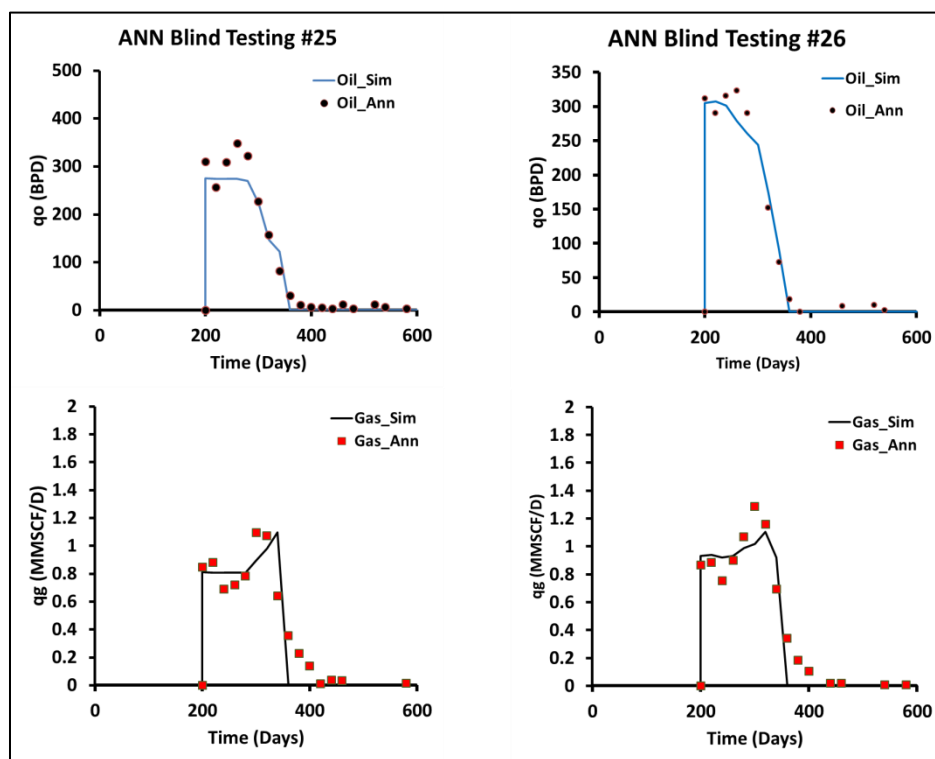 ANN Blind Testing #25
500
400
300
200
100
0
qo (BPD)
Oil_Sim
Oil_Ann
0
200
400
600
Time (Days)
ANN Blind Testing #26
350
300
250
200
150
100
50
0
qo (BPD)
Oil_Sim
Oil_Ann
0
200
400
600
Time (Days)
2
1.8
1.6
1.4
1.2
1
0.8
0.6
0.4
0.2
0
qg (MMSCF/D)
Gas_Sim
Gas_Ann
0
200
400
600
Time (Days)
2
1.8
1.6
1.4
1.2
1
0.8
0.6
0.4
0.2
0
qg (MMSCF/D)
Gas_Sim
Gas_Ann
0
200
400
600
Time (Days)